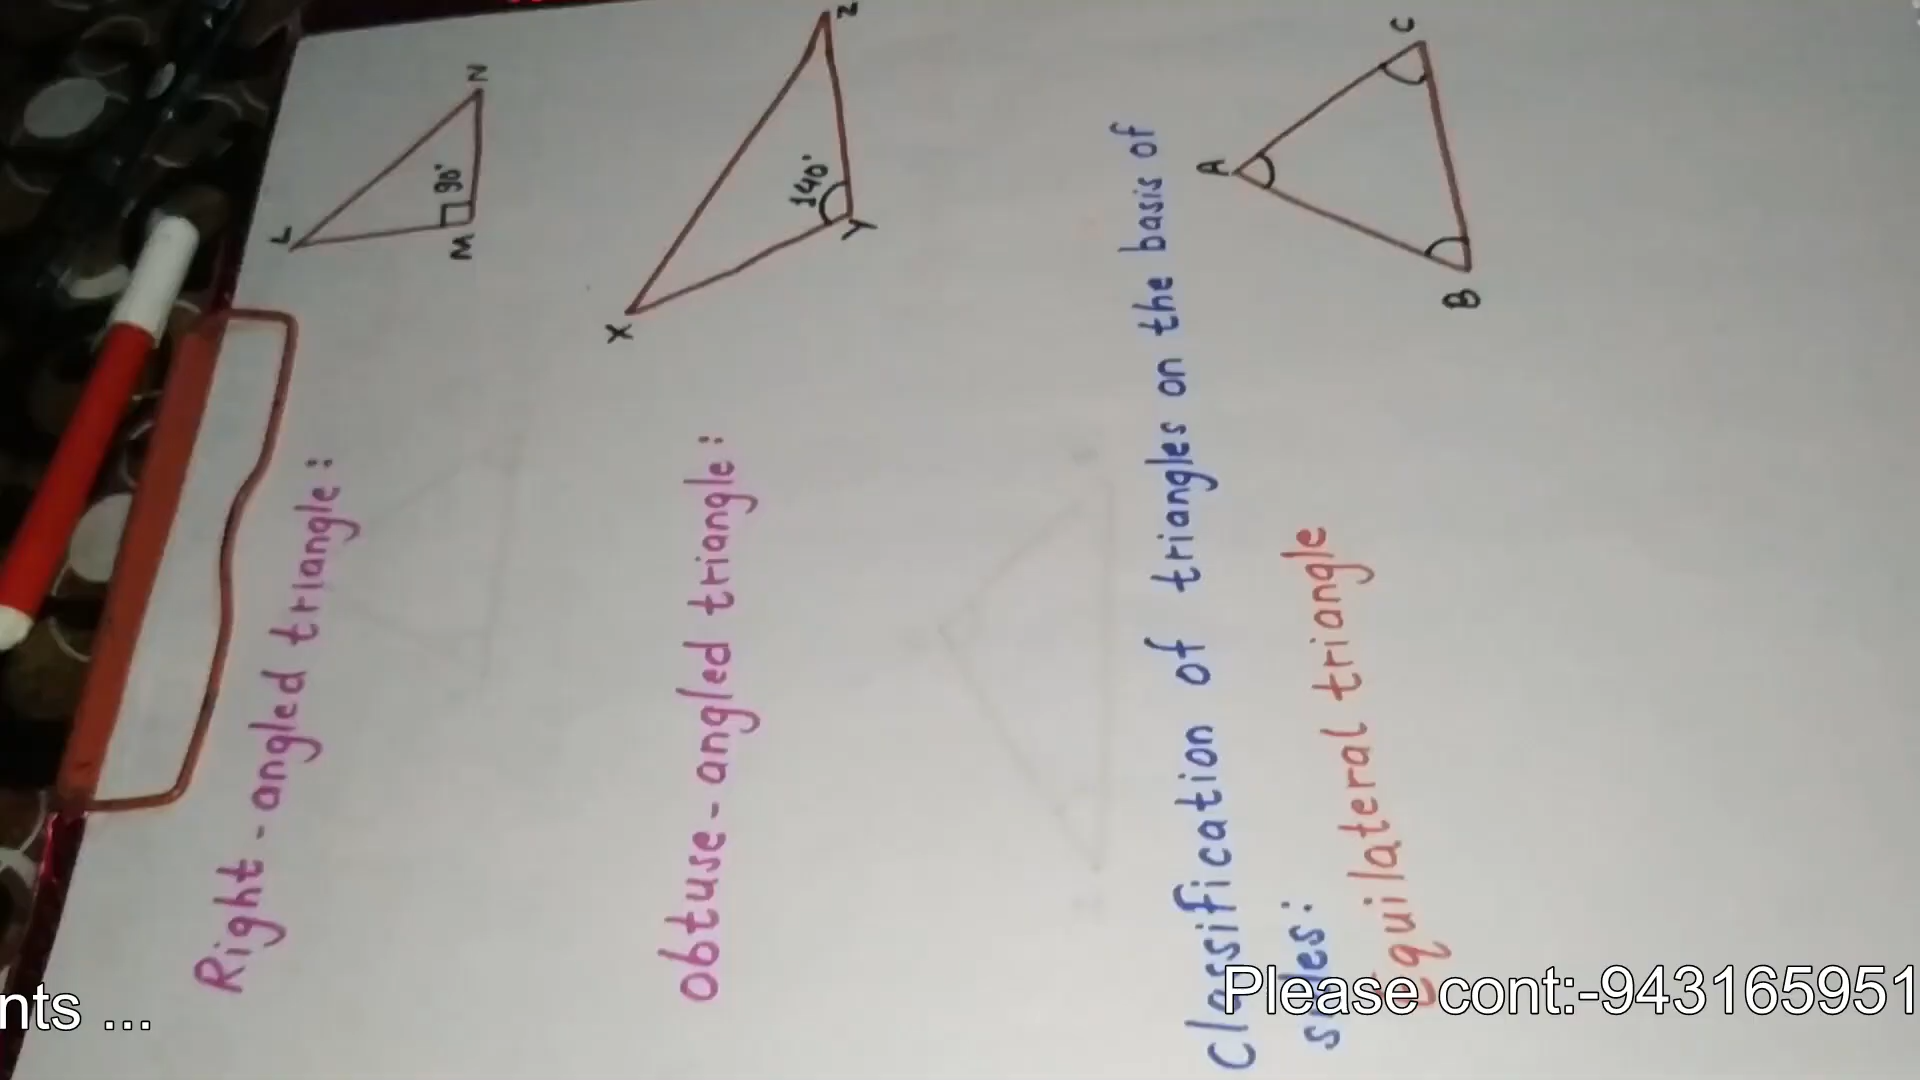 Right-angled triangle:
L
M
N
90°
Obtuse-angled triangle:
X
Y
Z
140°
Classification of triangles on the basis of
sides:
Equilateral triangle
A
B
C
nts ...
Please cont:-943165951